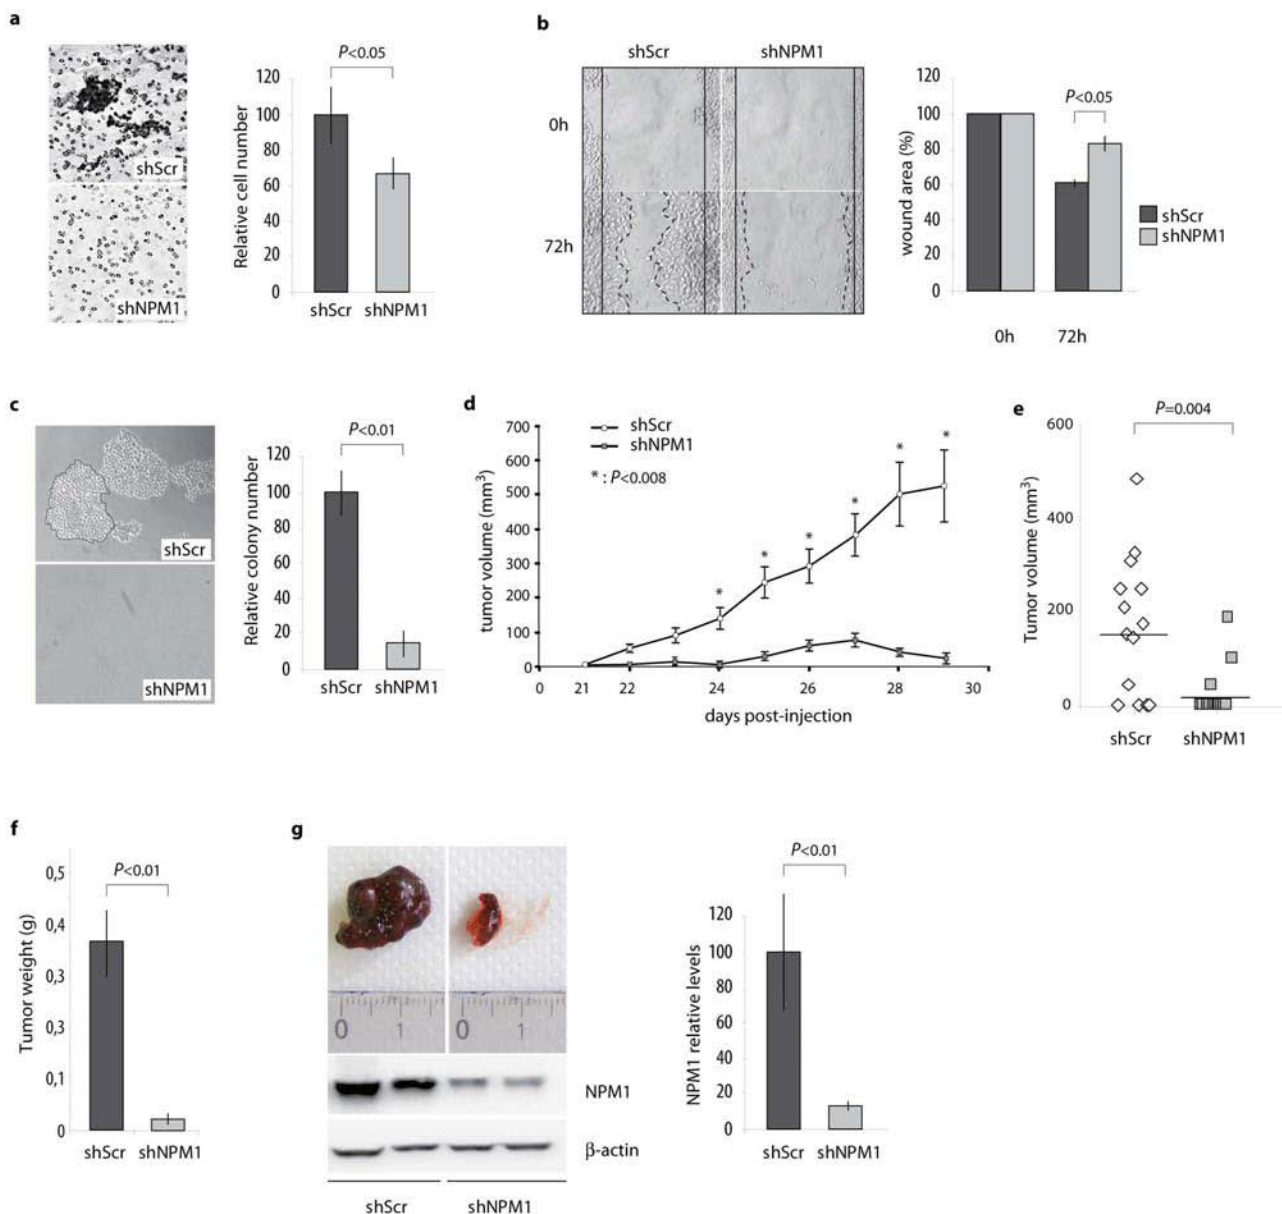 a
shScr
shNPM1
P<0.05
Relative cell number
120
100
80
60
40
20
0
shScr shNPM1
b
shScr shNPM1
0h
72h
wound area (%)
120
100
80
60
40
20
0
P<0.05
0h 72h
shScr
shNPM1
c
shScr
shNPM1
P<0.01
Relative colony number
120
100
80
60
40
20
0
shScr shNPM1
d
tumor volume (mm³)
700
600
500
400
300
200
100
0
shScr
shNPM1
* : P<0.008
* * * * * *
0 21 22 24 26 28 30
days post-injection
e
P=0.004
Tumor volume (mm³)
600
400
200
0
shScr shNPM1
f
P<0.01
Tumor weight (g)
0,5
0,4
0,3
0,3
0,1
0
shScr shNPM1
g
0 1 0 1
NPM1
β-actin
shScr shNPM1
P<0.01
NPM1 relative levels
120
100
80
60
40
20
0
shScr shNPM1